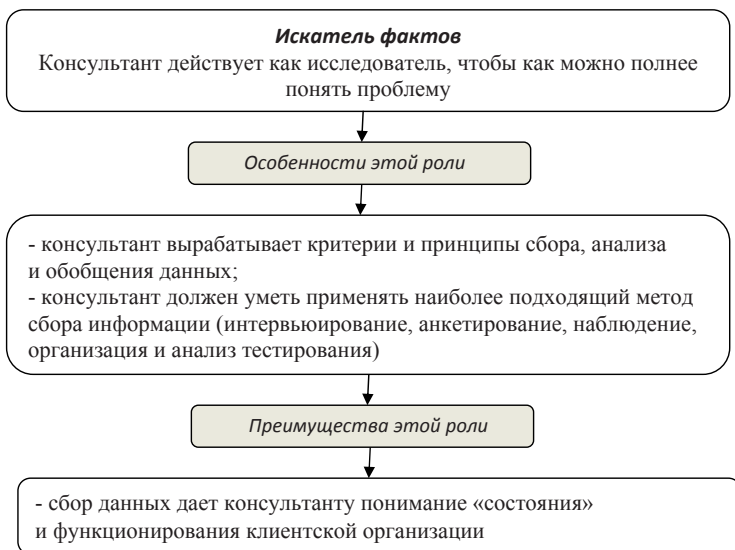 Искатель фактов
Консультант действует как исследователь, чтобы как можно полнее
понять проблему
Особенности этой роли
- консультант вырабатывает критерии и принципы сбора, анализа
и обобщения данных;
- консультант должен уметь применять наиболее подходящий метод
сбора информации (интервьюирование, анкетирование, наблюдение,
организация и анализ тестирования)
Преимущества этой роли
- сбор данных дает консультанту понимание «состояния»
и функционирования клиентской организации